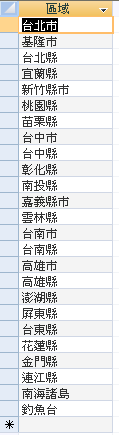 區域
台北市
基隆市
台北縣
宜蘭縣
新竹縣市
桃園縣
苗栗縣
台中市
台中縣
彰化縣
南投縣
嘉義縣市
雲林縣
台南市
台南縣
高雄市
高雄縣
澎湖縣
屏東縣
台東縣
花蓮縣
金門縣
連江縣
南海諸島
釣魚台